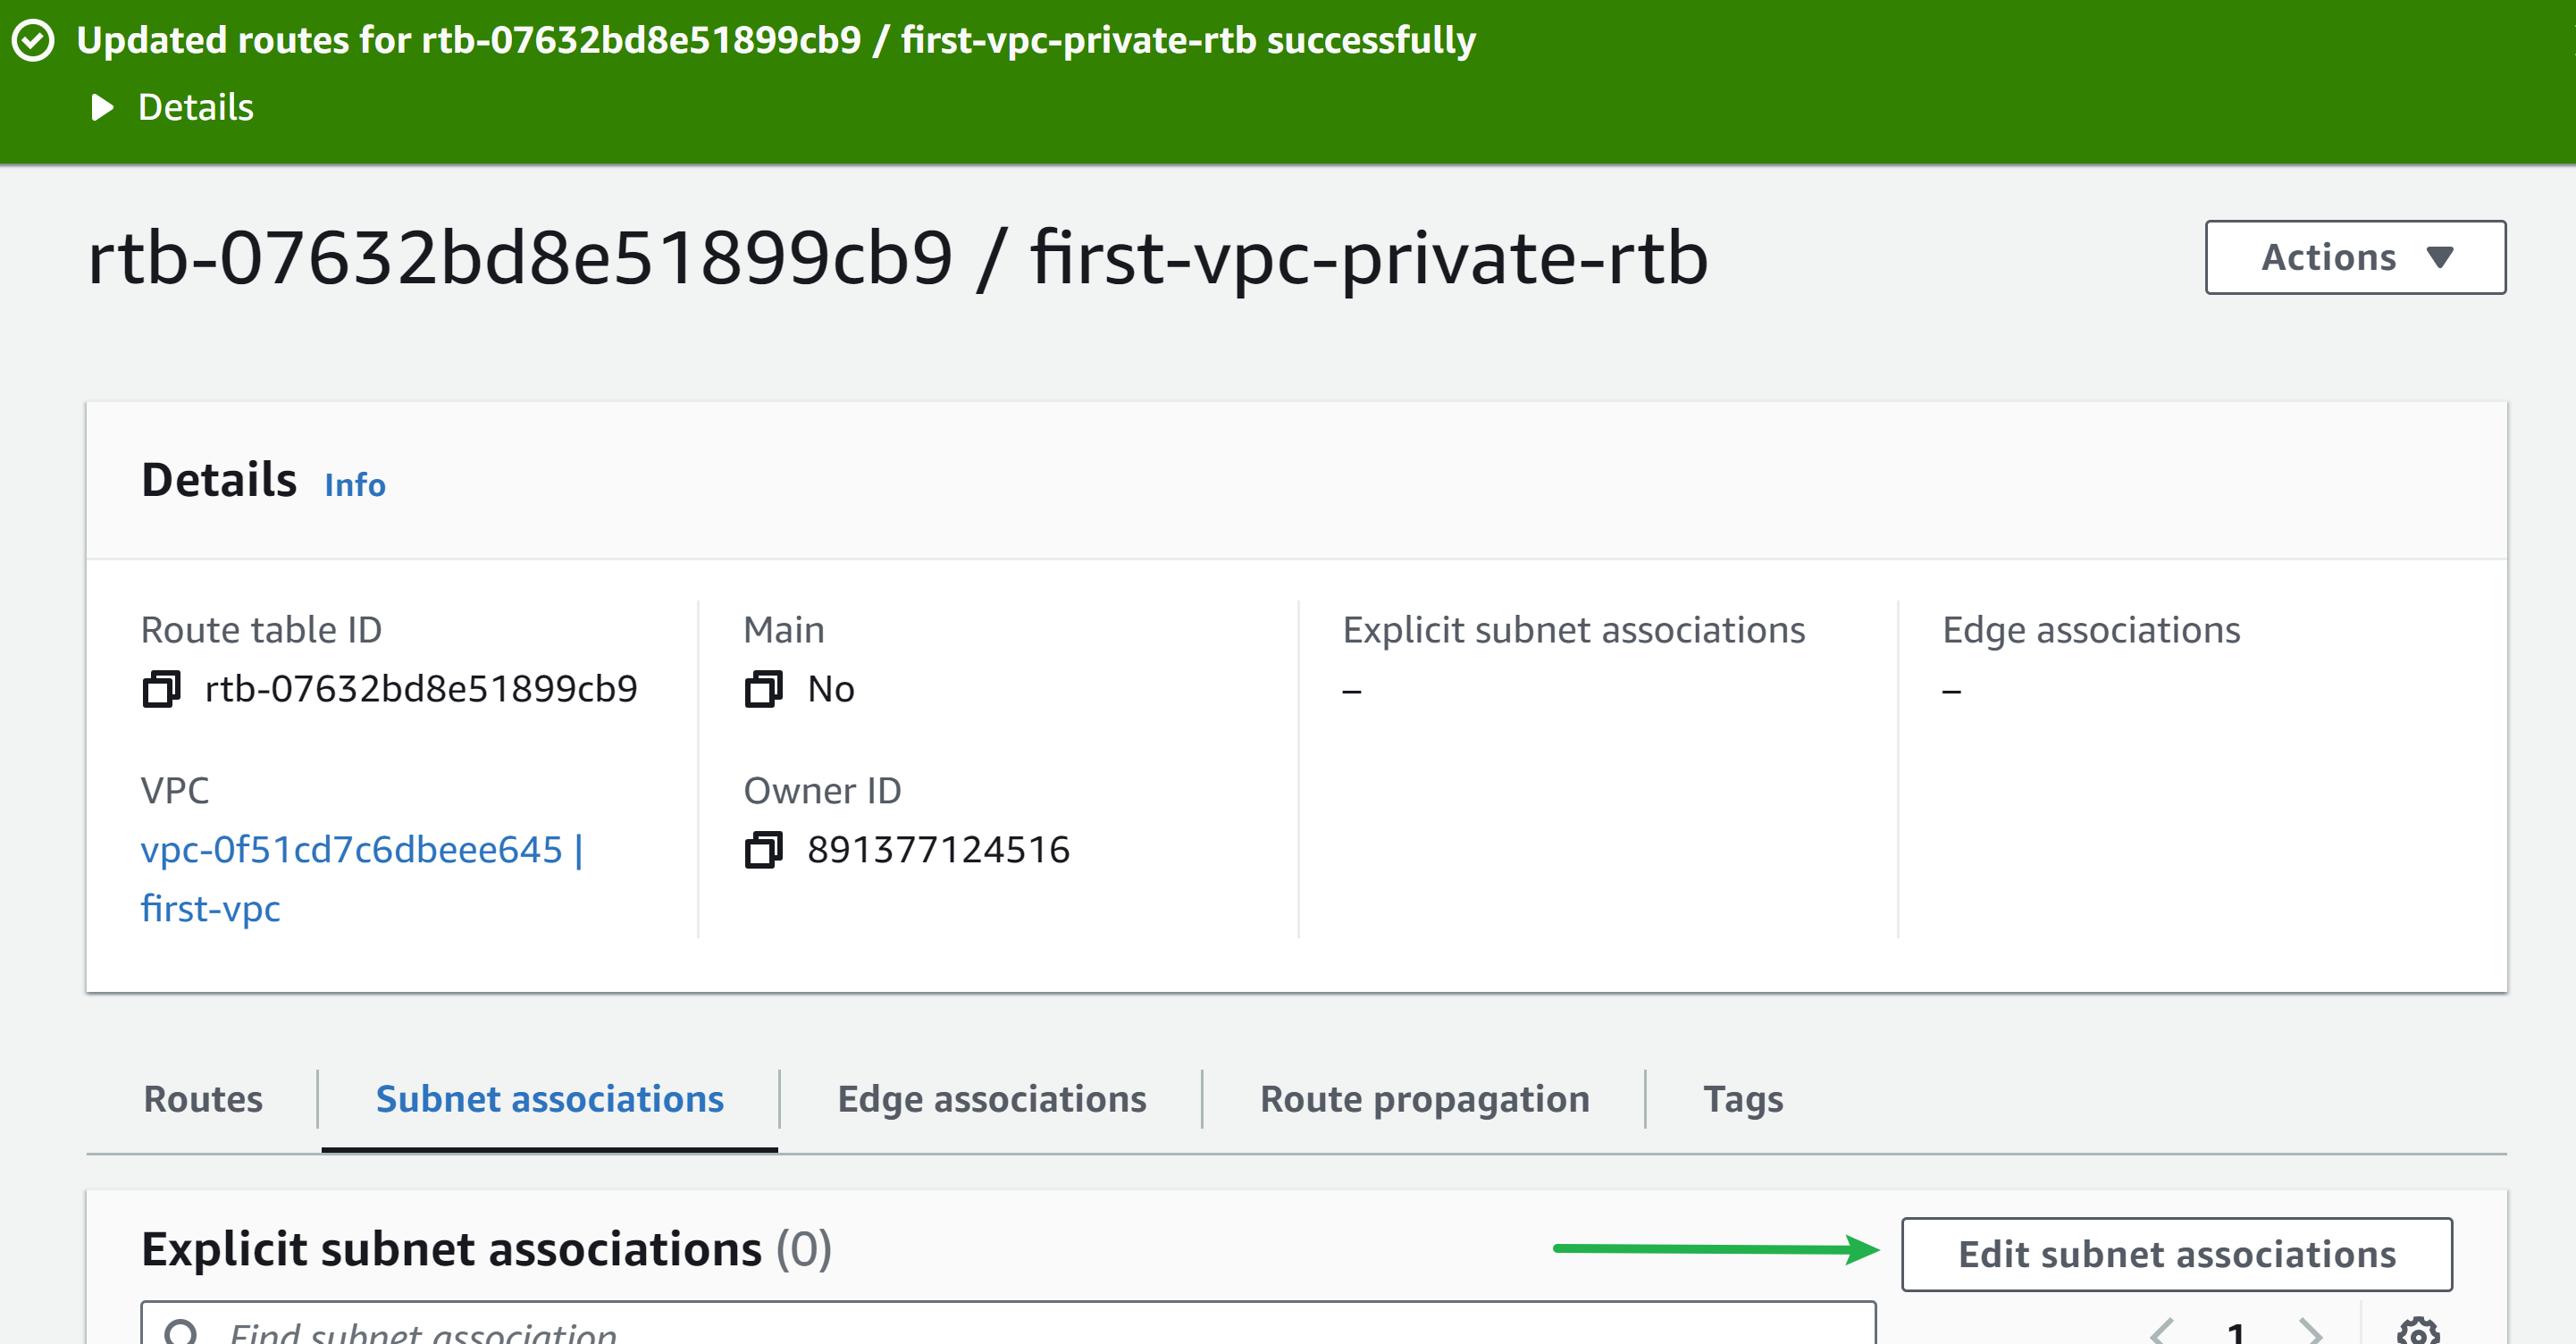 Updated routes for rtb-07632bd8e51899cb9 / first-vpc-private-rtb successfully
Details
rtb-07632bd8e51899cb9 / first-vpc-private-rtb
Actions
Details Info
Route table ID
rtb-07632bd8e51899cb9
Main
No
Explicit subnet associations
–
Edge associations
–
VPC
vpc-0f51cd7c6dbeee645 |
first-vpc
Owner ID
891377124516
Routes
Subnet associations
Edge associations
Route propagation
Tags
Explicit subnet associations (0)
Edit subnet associations
Find subnet association
1